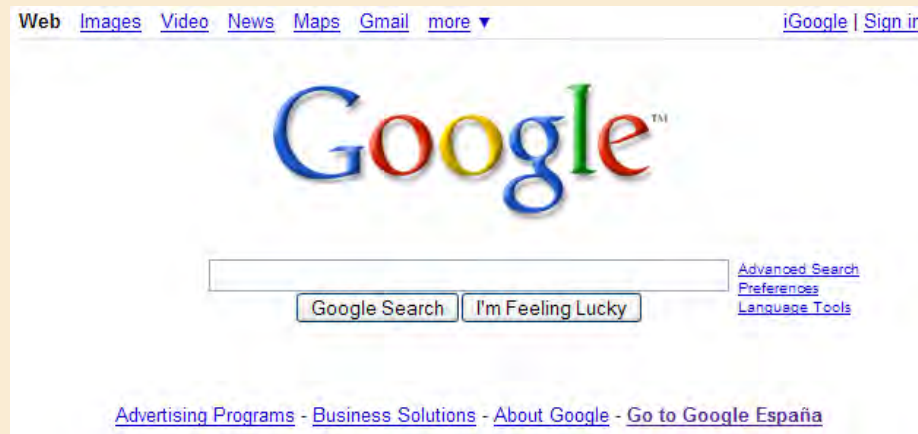 Web Images Video News Maps Gmail more ▼ iGoogle | Sign in
Google™
Advanced Search
Preferences
Language Tools
Google Search I'm Feeling Lucky
Advertising Programs - Business Solutions - About Google - Go to Google España